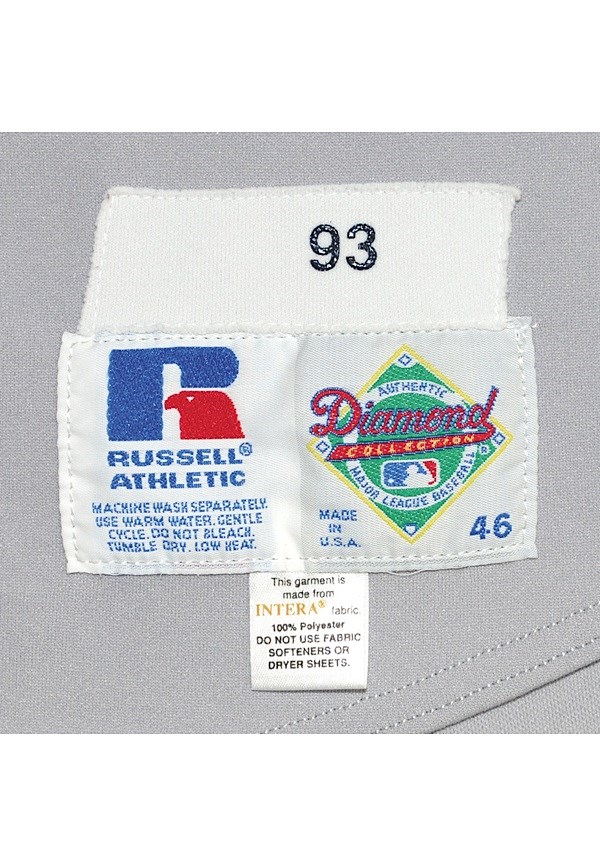 93
RUSSELL®
ATHLETIC
MACHINE WASH SEPARATELY.
USE WARM WATER. GENTLE
CYCLE. DO NOT BLEACH.
TUMBLE DRY. LOW HEAT.
AUTHENTIC
Diamond
COLLECTION
MAJOR LEAGUE BASEBALL®
MADE
IN
U.S.A.
46
This garment is
made from
INTERA® fabric.
100% Polyester
DO NOT USE FABRIC
SOFTENERS OR
DRYER SHEETS.